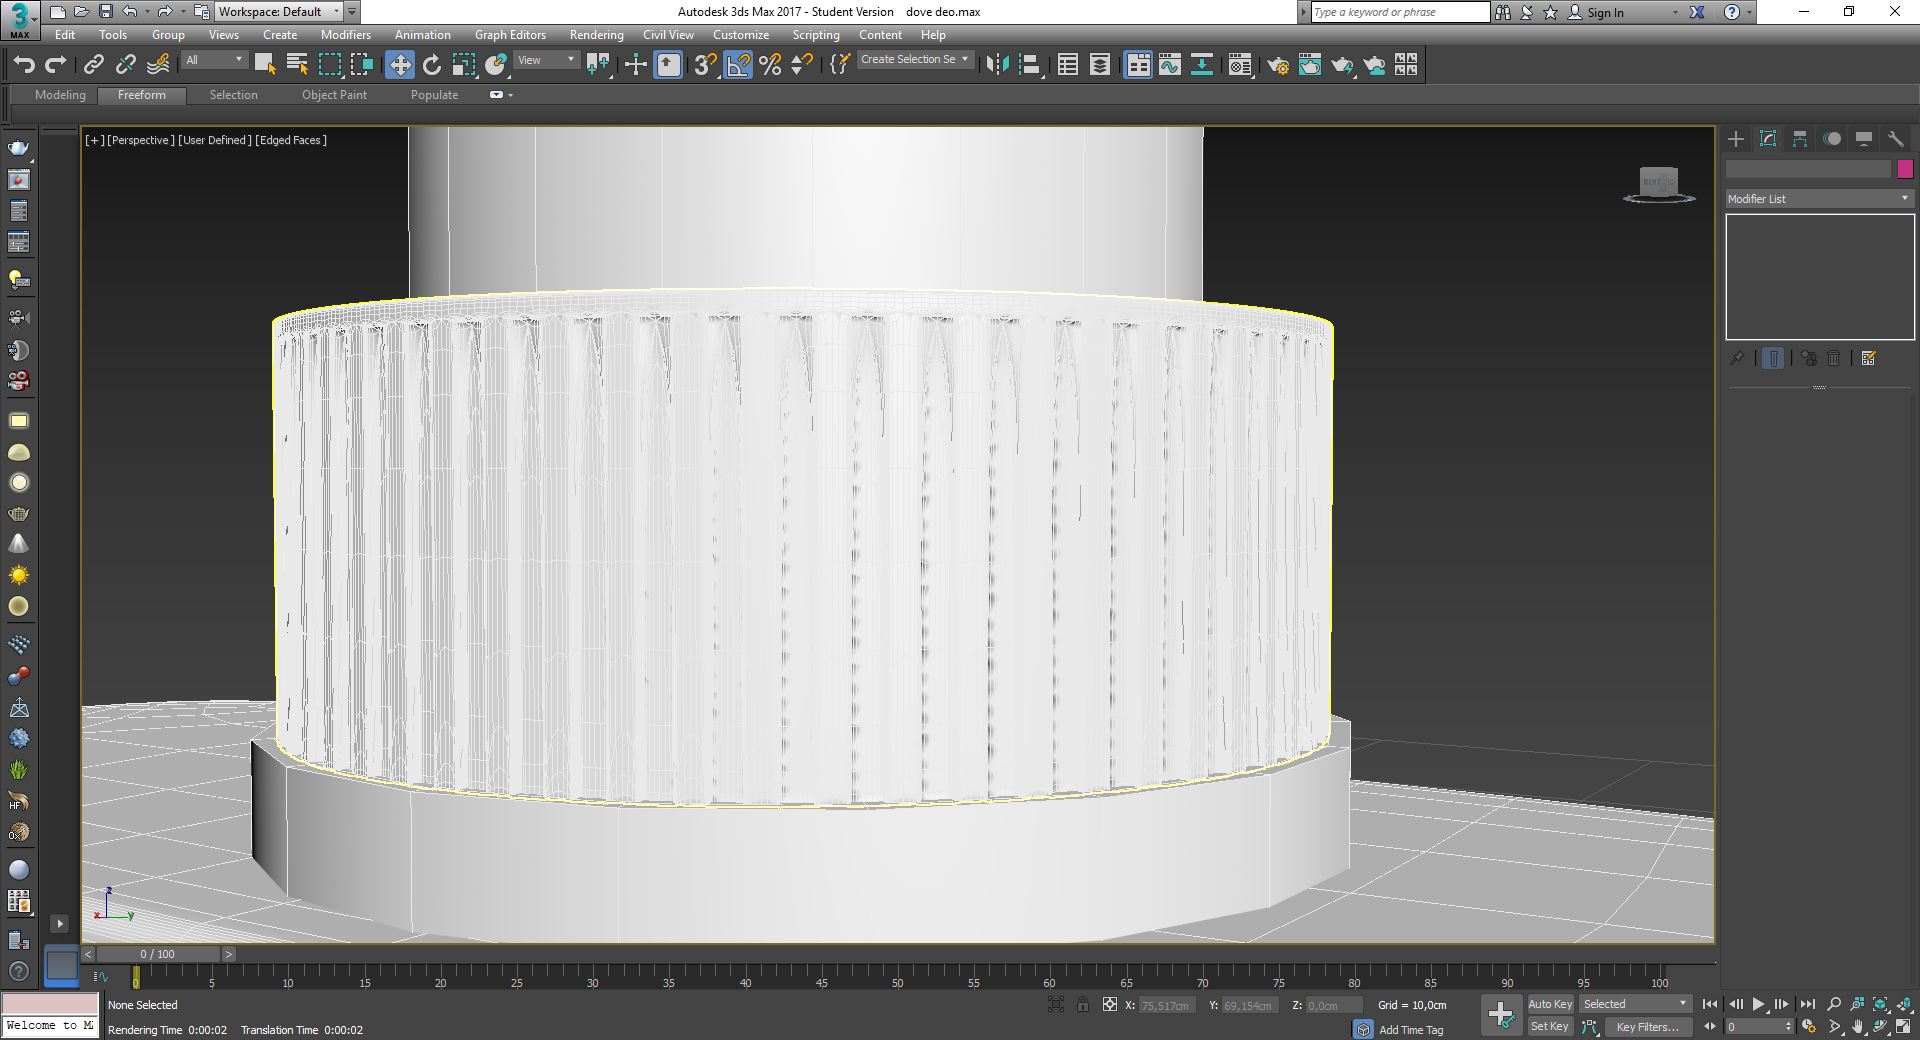 Workspace: Default
Autodesk 3ds Max 2017 - Student Version dove deo.max
Type a keyword or phrase
Sign In
MAX
Edit Tools Group Views Create Modifiers Animation Graph Editors Rendering Civil View Customize Scripting Content Help
All
View
Create Selection Se
Modeling Freeform Selection Object Paint Populate
[+] [Perspective] [User Defined] [Edged Faces]
Modifier List
HF
x
y
z
< 0 / 100 >
0 5 10 15 20 25 30 35 40 45 50 55 60 65 70 75 80 85 90 95 100
None Selected
X: 75,517cm Y: 69,154cm Z: 0,0cm
Grid = 10,0cm
Auto Key Selected
Welcome to M
Rendering Time 0:00:02 Translation Time 0:00:02
Add Time Tag
Set Key Key Filters...
0